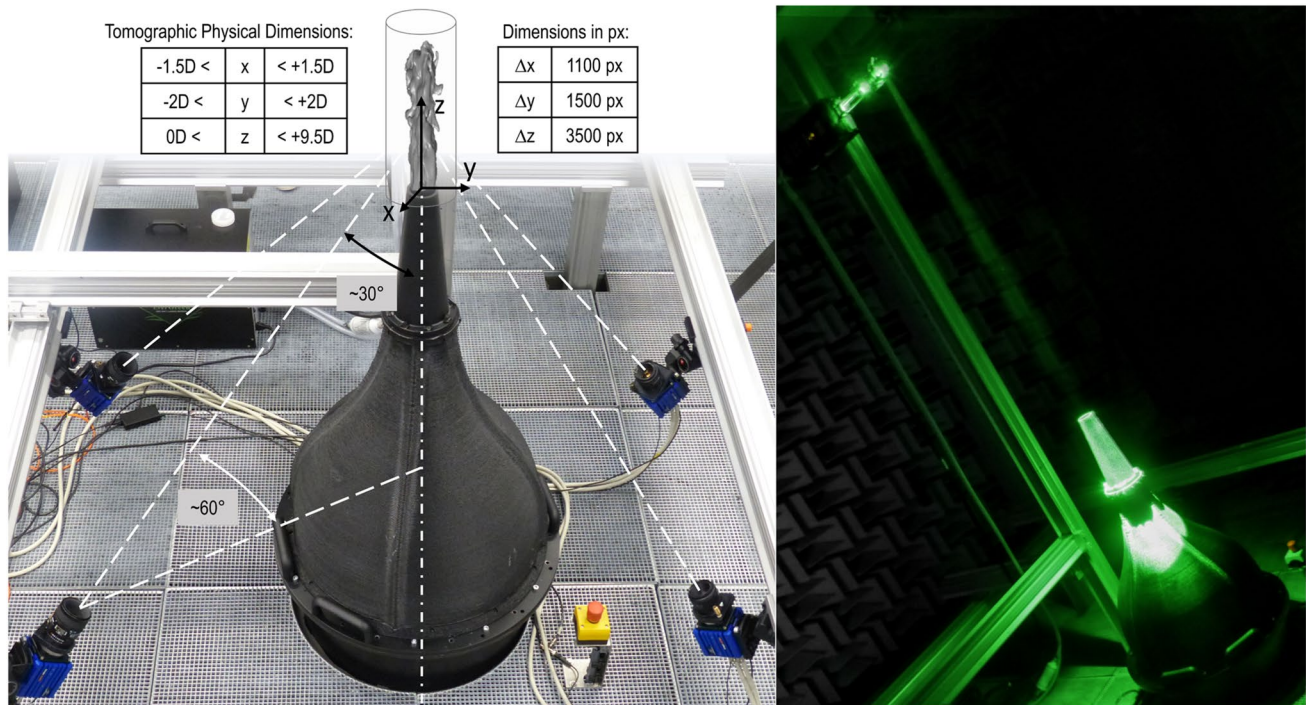 Tomographic Physical Dimensions:
-1.5D < x < +1.5D
-2D < y < +2D
0D < z < +9.5D
Dimensions in px:
Δx 1100 px
Δy 1500 px
Δz 3500 px
z
y
x
~30°
~60°